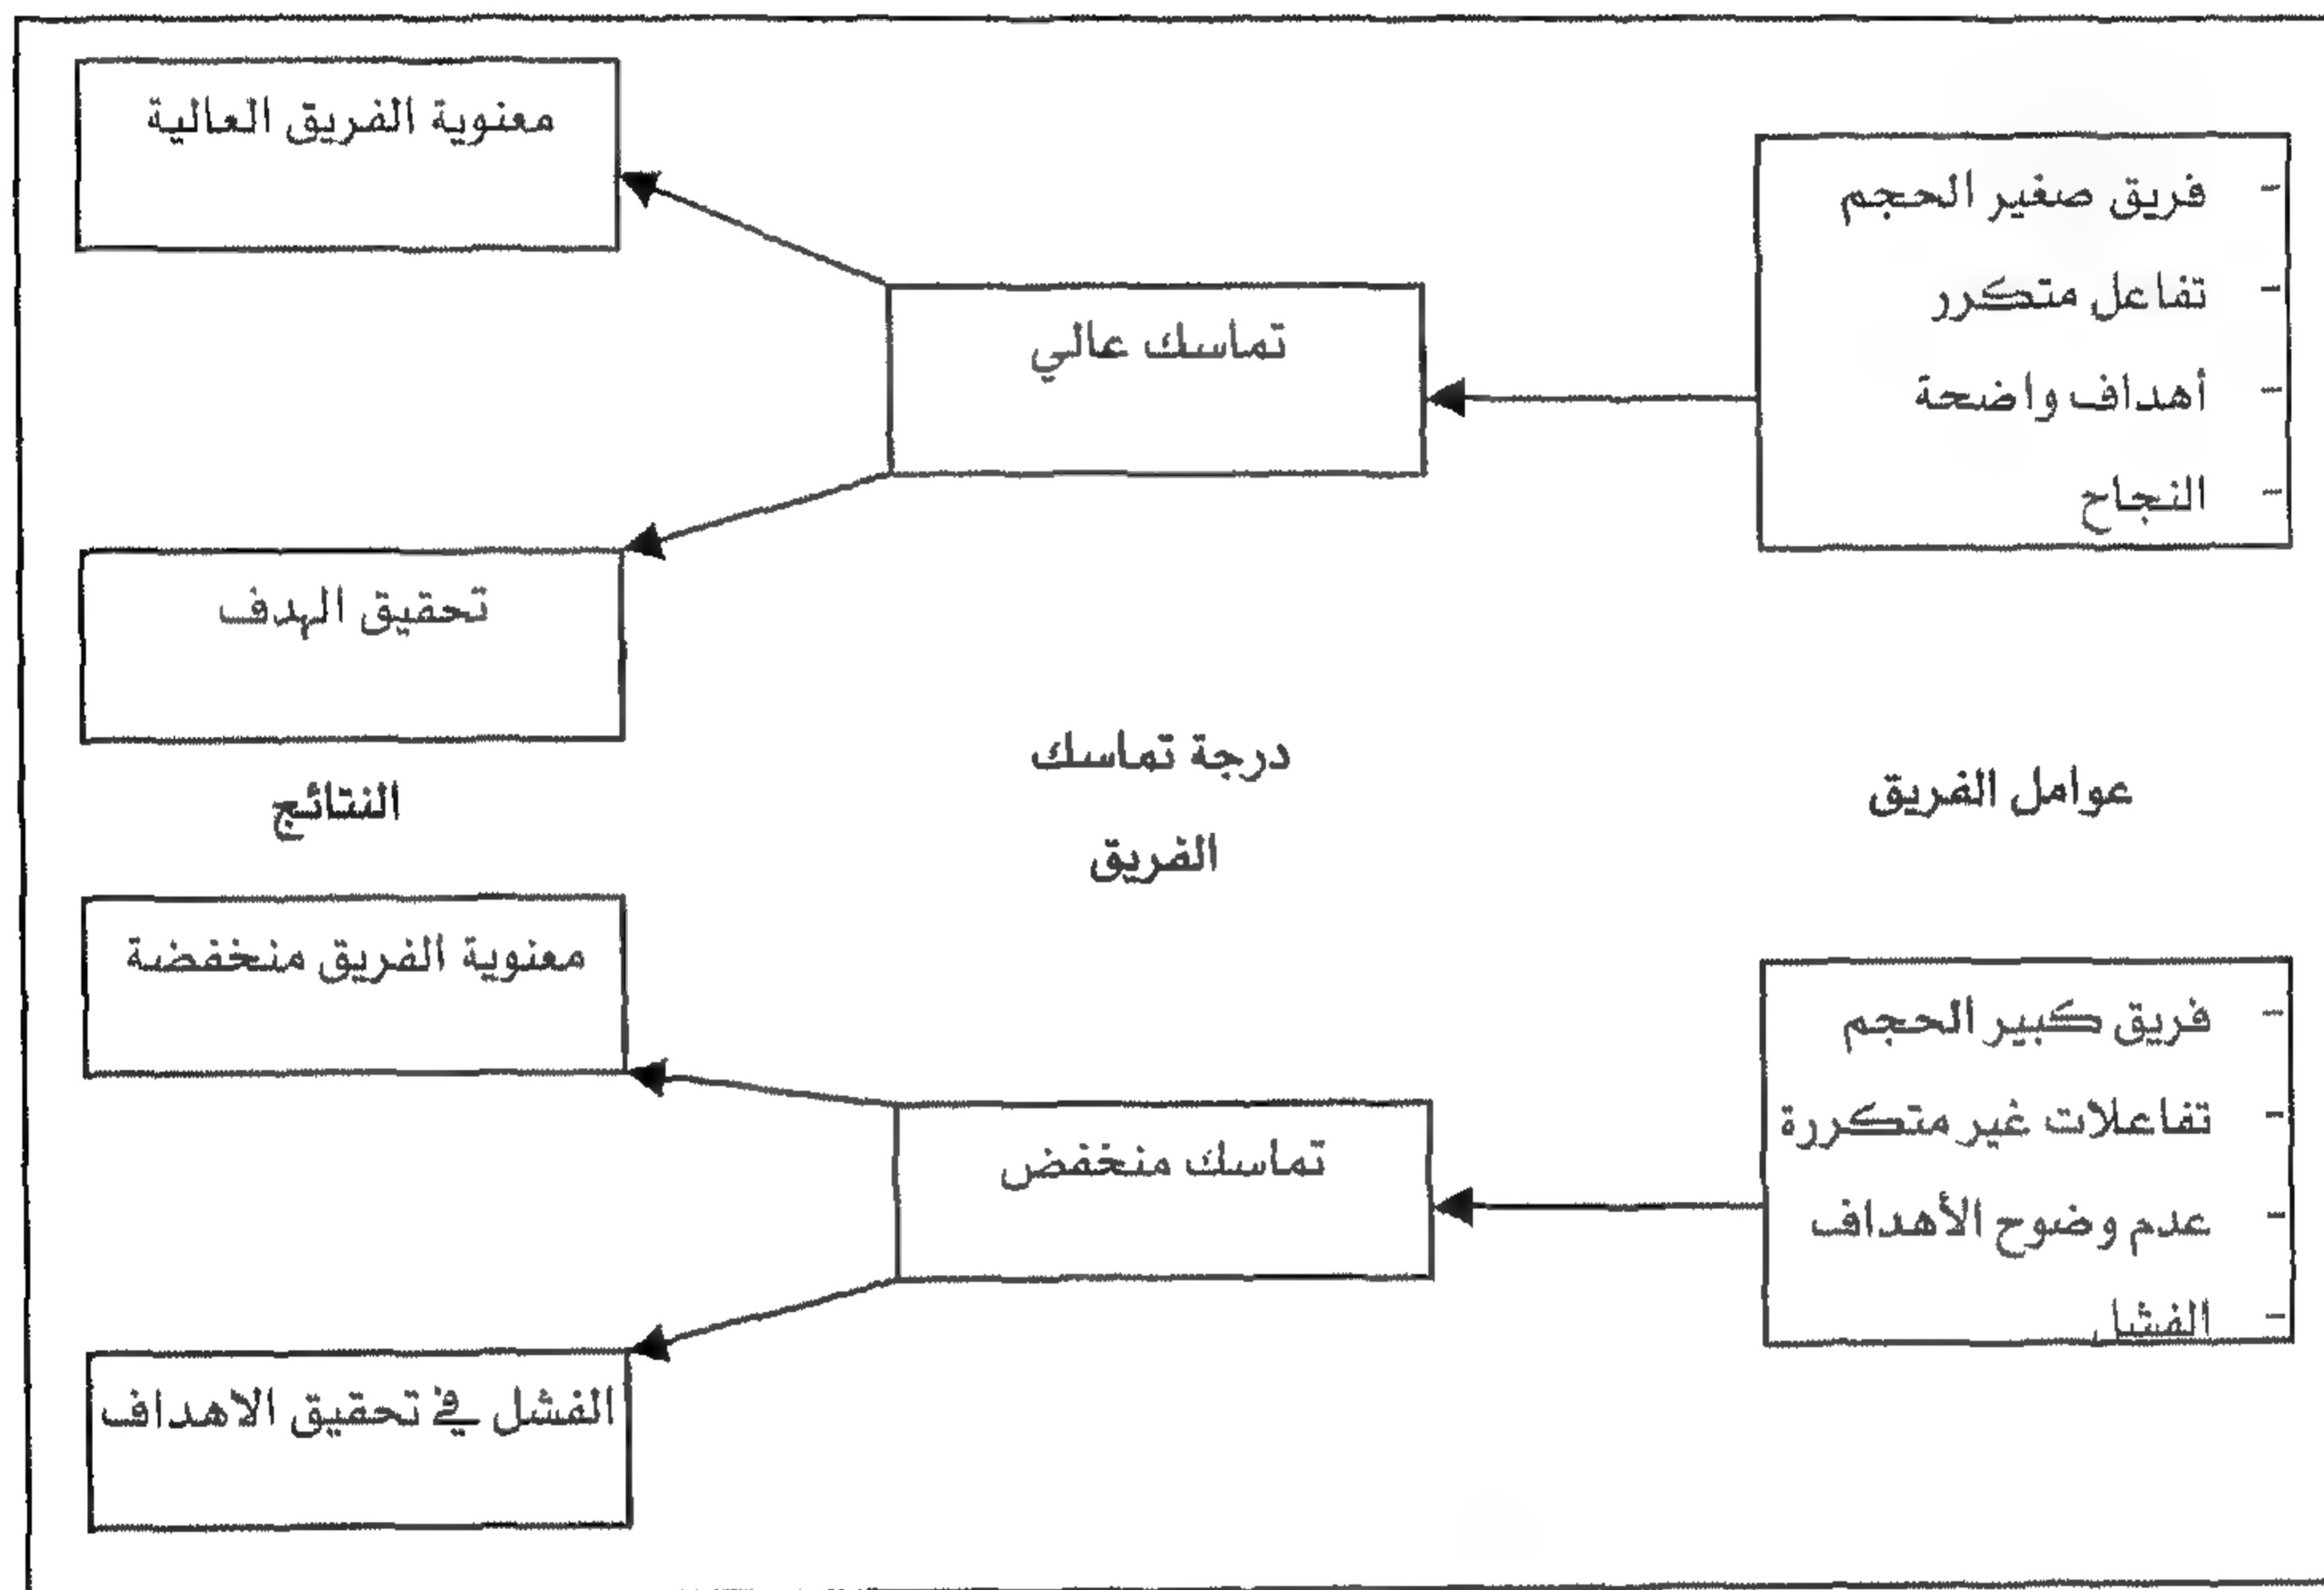 - فريق صغير الحجم
- تفاعل متكرر
- أهداف واضحة
- النجاح
تماسك عالي
معنوية الفريق العالية
تحقيق الهدف
عوامل الفريق
درجة تماسك
الفريق
النتائج
- فريق كبير الحجم
- تفاعلات غير متكررة
- عدم وضوح الأهداف
- الفشل
تماسك منخفض
معنوية الفريق منخفضة
الفشل في تحقيق الاهداف